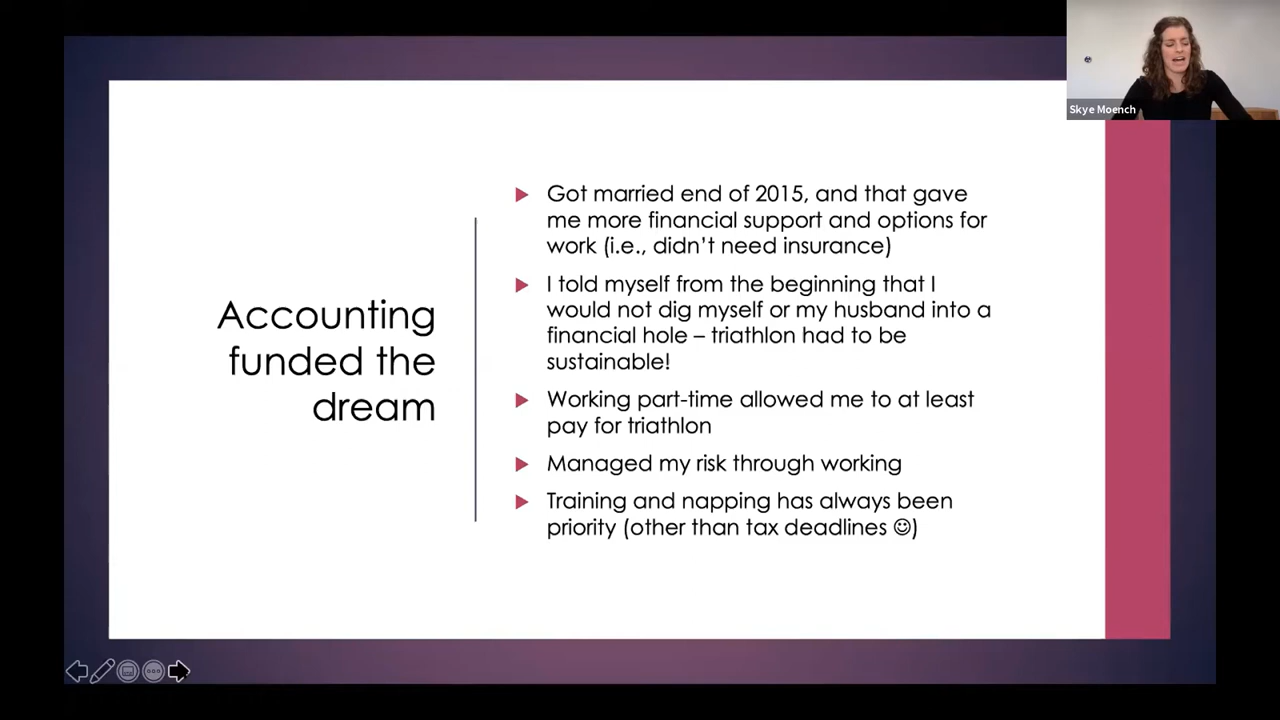 Skye Moench
Accounting
funded the
dream
Got married end of 2015, and that gave
me more financial support and options for
work (i.e., didn’t need insurance)
I told myself from the beginning that I
would not dig myself or my husband into a
financial hole – triathlon had to be
sustainable!
Working part-time allowed me to at least
pay for triathlon
Managed my risk through working
Training and napping has always been
priority (other than tax deadlines ☺)